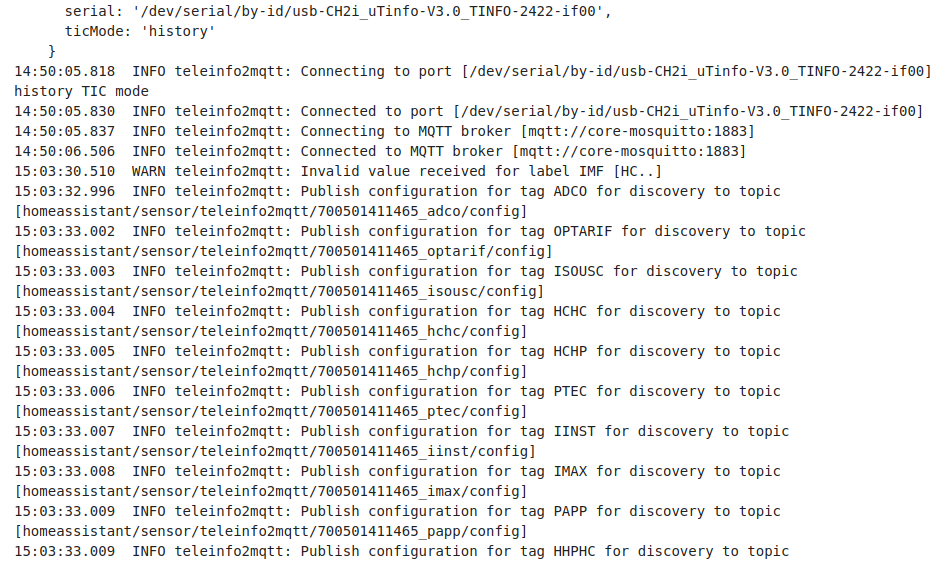 serial: '/dev/serial/by-id/usb-CH2i_uTinfo-V3.0_TINFO-2422-if00',
ticMode: 'history'
}
14:50:05.818  INFO teleinfo2mqtt: Connecting to port [/dev/serial/by-id/usb-CH2i_uTinfo-V3.0_TINFO-2422-if00]
history TIC mode
14:50:05.830  INFO teleinfo2mqtt: Connected to port [/dev/serial/by-id/usb-CH2i_uTinfo-V3.0_TINFO-2422-if00]
14:50:05.837  INFO teleinfo2mqtt: Connecting to MQTT broker [mqtt://core-mosquitto:1883]
14:50:06.506  INFO teleinfo2mqtt: Connected to MQTT broker [mqtt://core-mosquitto:1883]
15:03:30.510  WARN teleinfo2mqtt: Invalid value received for label IMF [HC..]
15:03:32.996  INFO teleinfo2mqtt: Publish configuration for tag ADCO for discovery to topic
[homeassistant/sensor/teleinfo2mqtt/700501411465_adco/config]
15:03:33.002  INFO teleinfo2mqtt: Publish configuration for tag OPTARIF for discovery to topic
[homeassistant/sensor/teleinfo2mqtt/700501411465_optarif/config]
15:03:33.003  INFO teleinfo2mqtt: Publish configuration for tag ISOUSC for discovery to topic
[homeassistant/sensor/teleinfo2mqtt/700501411465_isousc/config]
15:03:33.004  INFO teleinfo2mqtt: Publish configuration for tag HCHC for discovery to topic
[homeassistant/sensor/teleinfo2mqtt/700501411465_hchc/config]
15:03:33.005  INFO teleinfo2mqtt: Publish configuration for tag HCHP for discovery to topic
[homeassistant/sensor/teleinfo2mqtt/700501411465_hchp/config]
15:03:33.006  INFO teleinfo2mqtt: Publish configuration for tag PTEC for discovery to topic
[homeassistant/sensor/teleinfo2mqtt/700501411465_ptec/config]
15:03:33.007  INFO teleinfo2mqtt: Publish configuration for tag IINST for discovery to topic
[homeassistant/sensor/teleinfo2mqtt/700501411465_iinst/config]
15:03:33.008  INFO teleinfo2mqtt: Publish configuration for tag IMAX for discovery to topic
[homeassistant/sensor/teleinfo2mqtt/700501411465_imax/config]
15:03:33.009  INFO teleinfo2mqtt: Publish configuration for tag PAPP for discovery to topic
[homeassistant/sensor/teleinfo2mqtt/700501411465_papp/config]
15:03:33.009  INFO teleinfo2mqtt: Publish configuration for tag HHPHC for discovery to topic